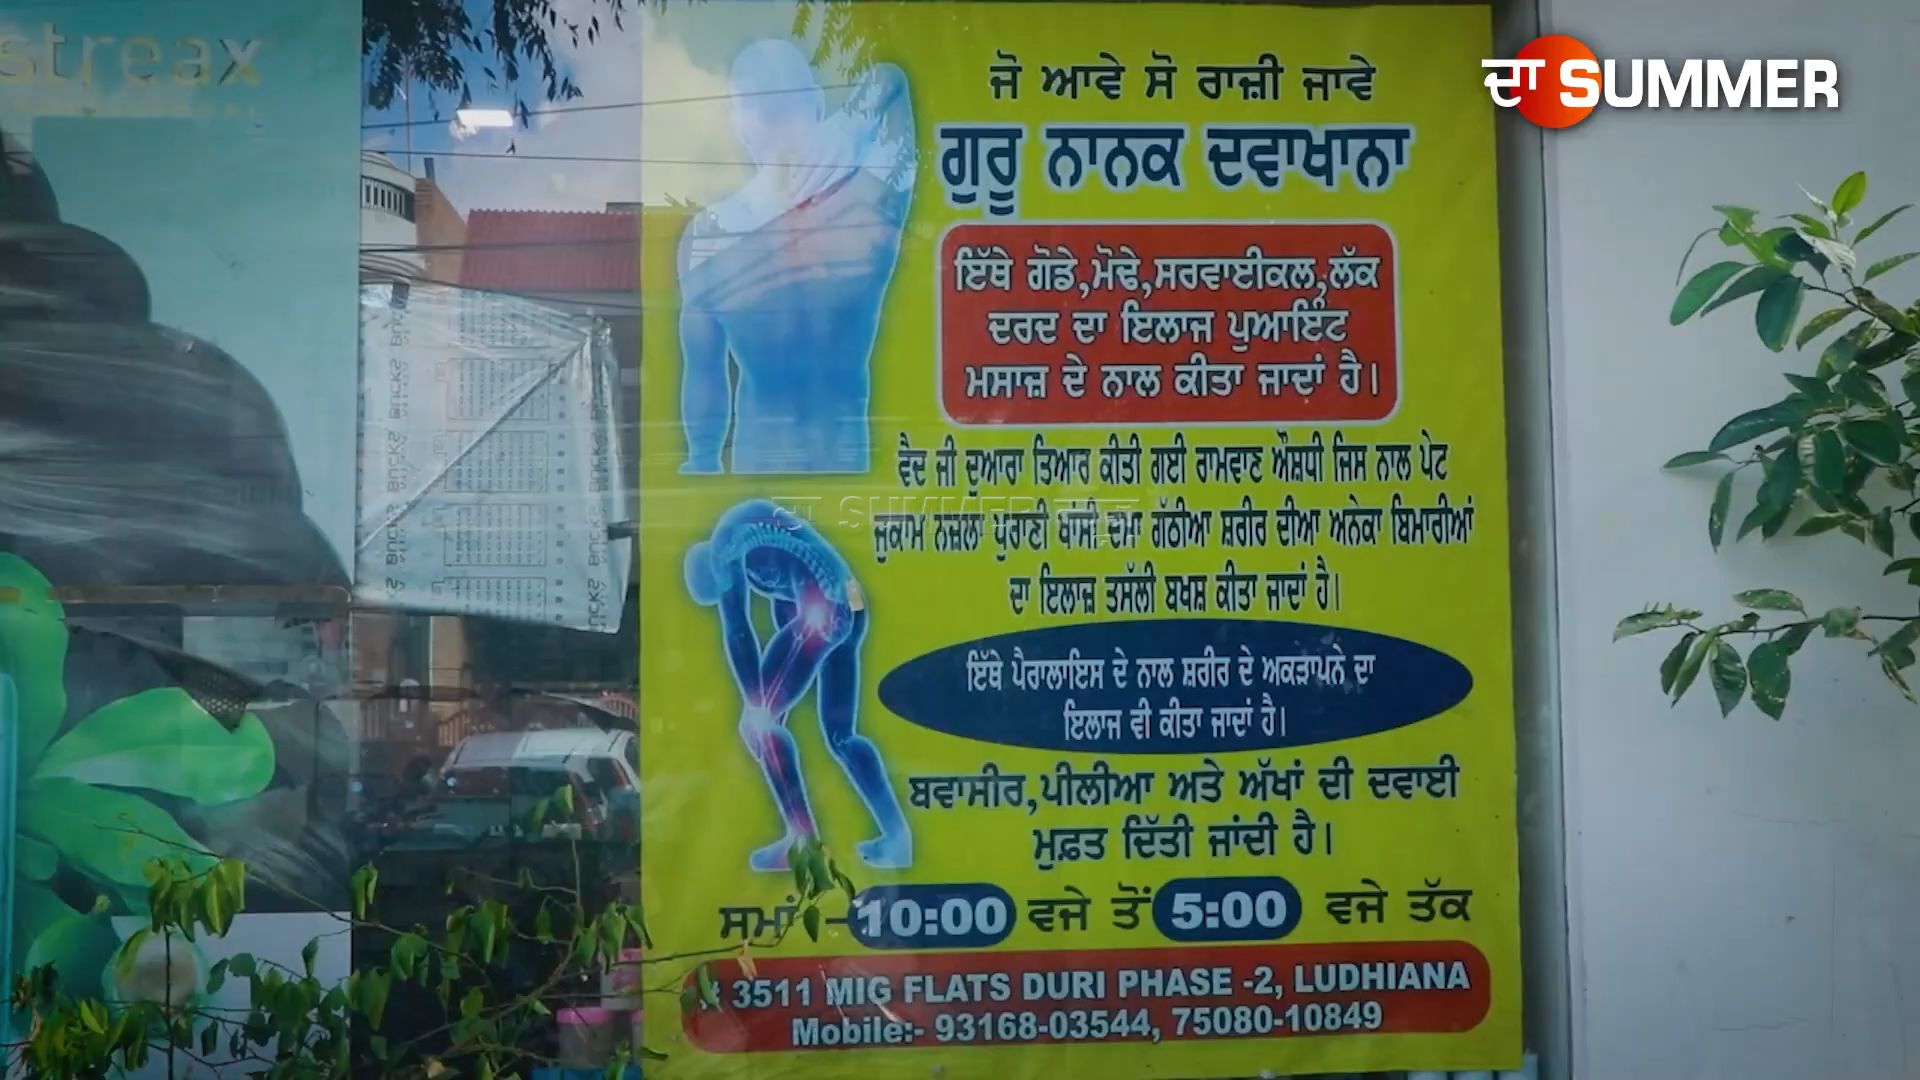 streax
ਦਾ SUMMER
ਜੋ ਆਵੇ ਸੋ ਰਾਜ਼ੀ ਜਾਵੇ
ਗੁਰੂ ਨਾਨਕ ਦਵਾਖਾਨਾ
ਇੱਥੇ ਗੋਡੇ,ਮੋਢੇ,ਸਰਵਾਈਕਲ,ਲੱਕ
ਦਰਦ ਦਾ ਇਲਾਜ ਪੁਆਇੰਟ
ਮਸਾਜ਼ ਦੇ ਨਾਲ ਕੀਤਾ ਜਾਦਾਂ ਹੈ।
ਵੈਦ ਜੀ ਦੁਆਰਾ ਤਿਆਰ ਕੀਤੀ ਗਈ ਰਾਮਵਾਣ ਔਸ਼ਧੀ ਜਿਸ ਨਾਲ ਪੇਟ
ਜੁਕਾਮ ਨਜ਼ਲਾ ਪੁਰਾਣੀ ਖਾਂਸੀ ਦਮਾ ਗੱਠੀਆ ਸ਼ਰੀਰ ਦੀਆ ਅਨੇਕਾ ਬਿਮਾਰੀਆਂ
ਦਾ ਇਲਾਜ਼ ਤਸੱਲੀ ਬਖਸ਼ ਕੀਤਾ ਜਾਦਾਂ ਹੈ।
ਇੱਥੇ ਪੈਰਾਲਾਇਸ ਦੇ ਨਾਲ ਸ਼ਰੀਰ ਦੇ ਅਕੜਾਪਨੇ ਦਾ
ਇਲਾਜ ਵੀ ਕੀਤਾ ਜਾਦਾਂ ਹੈ।
ਬਵਾਸੀਰ,ਪੀਲੀਆ ਅਤੇ ਅੱਖਾਂ ਦੀ ਦਵਾਈ
ਮੁਫ਼ਤ ਦਿੱਤੀ ਜਾਂਦੀ ਹੈ।
ਸਮਾਂ -10:00 ਵਜੇ ਤੋਂ 5:00 ਵਜੇ ਤੱਕ
# 3511 MIG FLATS DURI PHASE -2, LUDHIANA
Mobile:- 93168-03544, 75080-10849